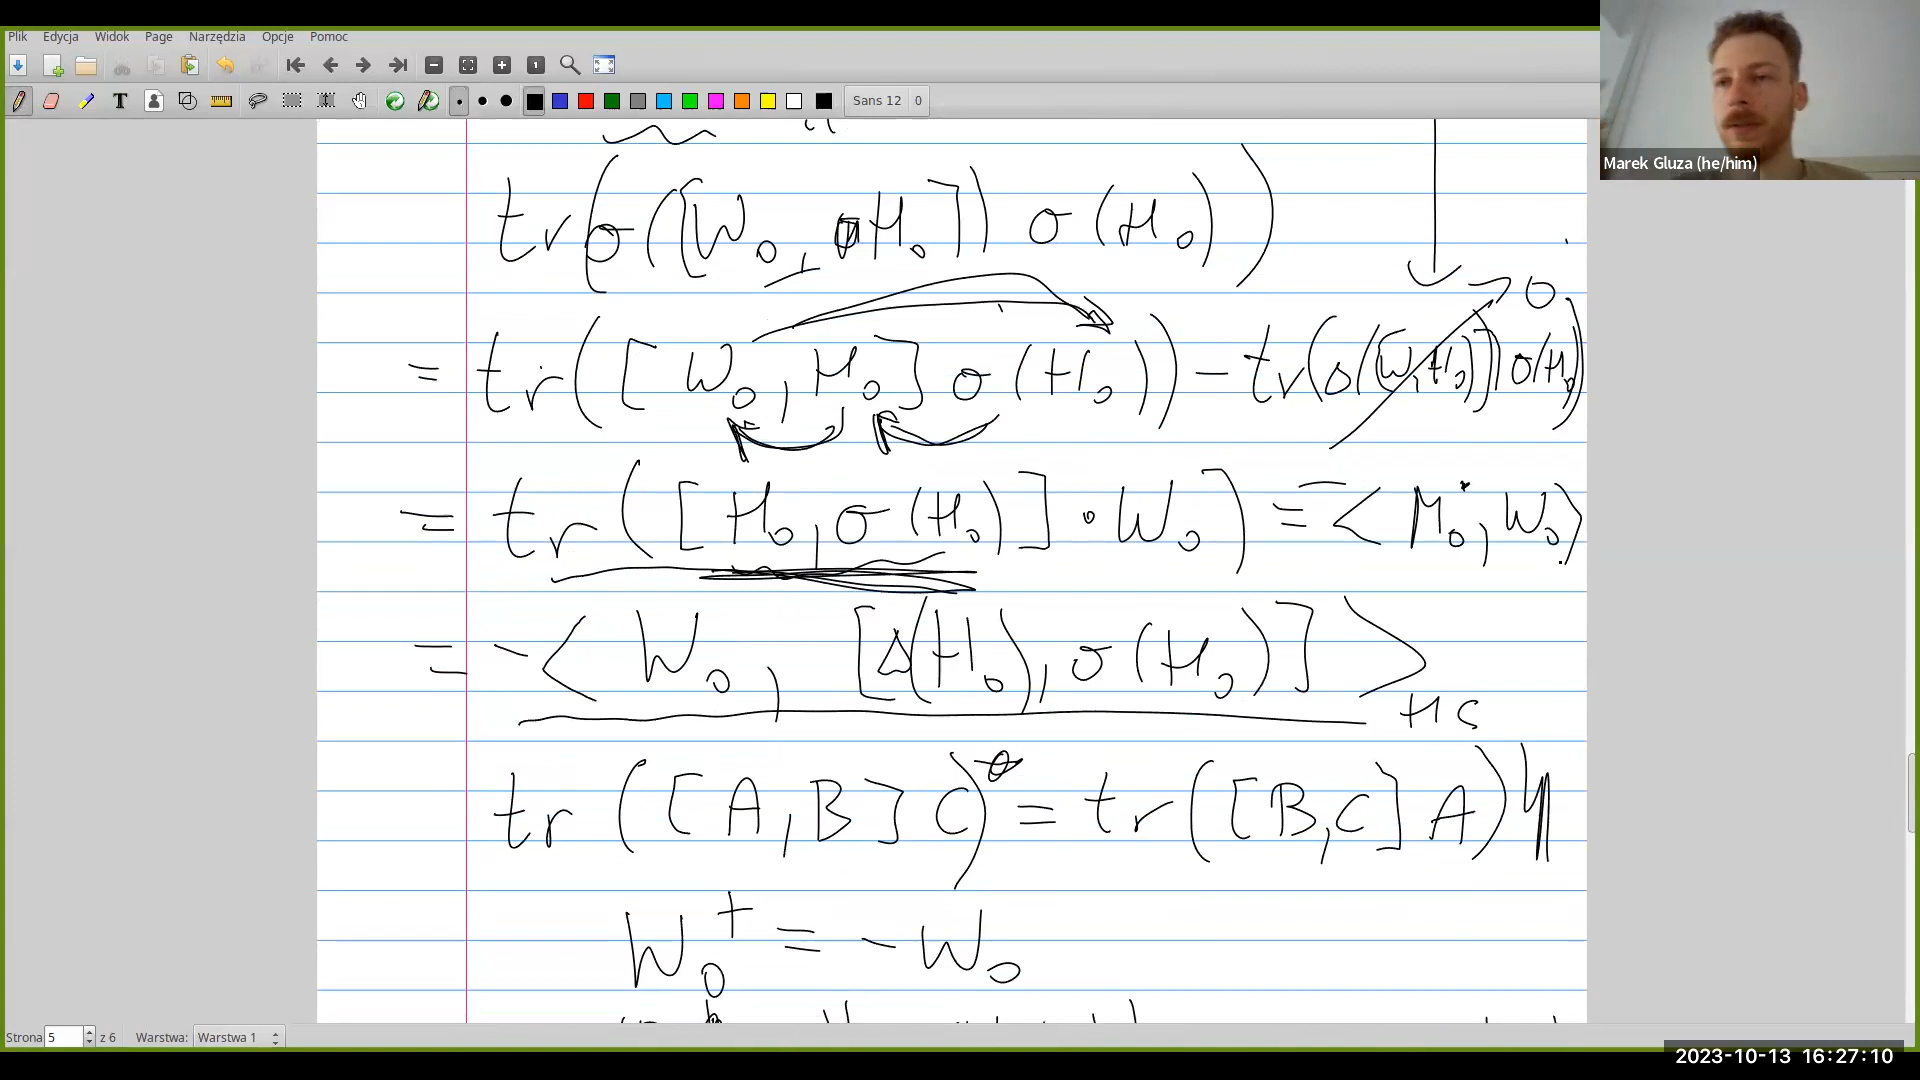 Plik Edycja Widok Page Narzędzia Opcje Pomoc
Sans 12 0
Marek Gluza (he/him)
tr(σ([W₀, H₀]) σ(H₀))
= tr([W₀, H₀] σ(H₀)) − tr(Δ([W₀, H₀]) σ(H₀)) → 0
= tr([H₀, σ(H₀)] · W₀) = −< M₀, W₀>
= −< W₀, [Δ(H₀), σ(H₀)] >HS
tr([A, B] C) = tr([B, C] A)
W₀† = − W₀
Strona 5 z 6 Warstwa: Warstwa 1
2023-10-13 16:27:10